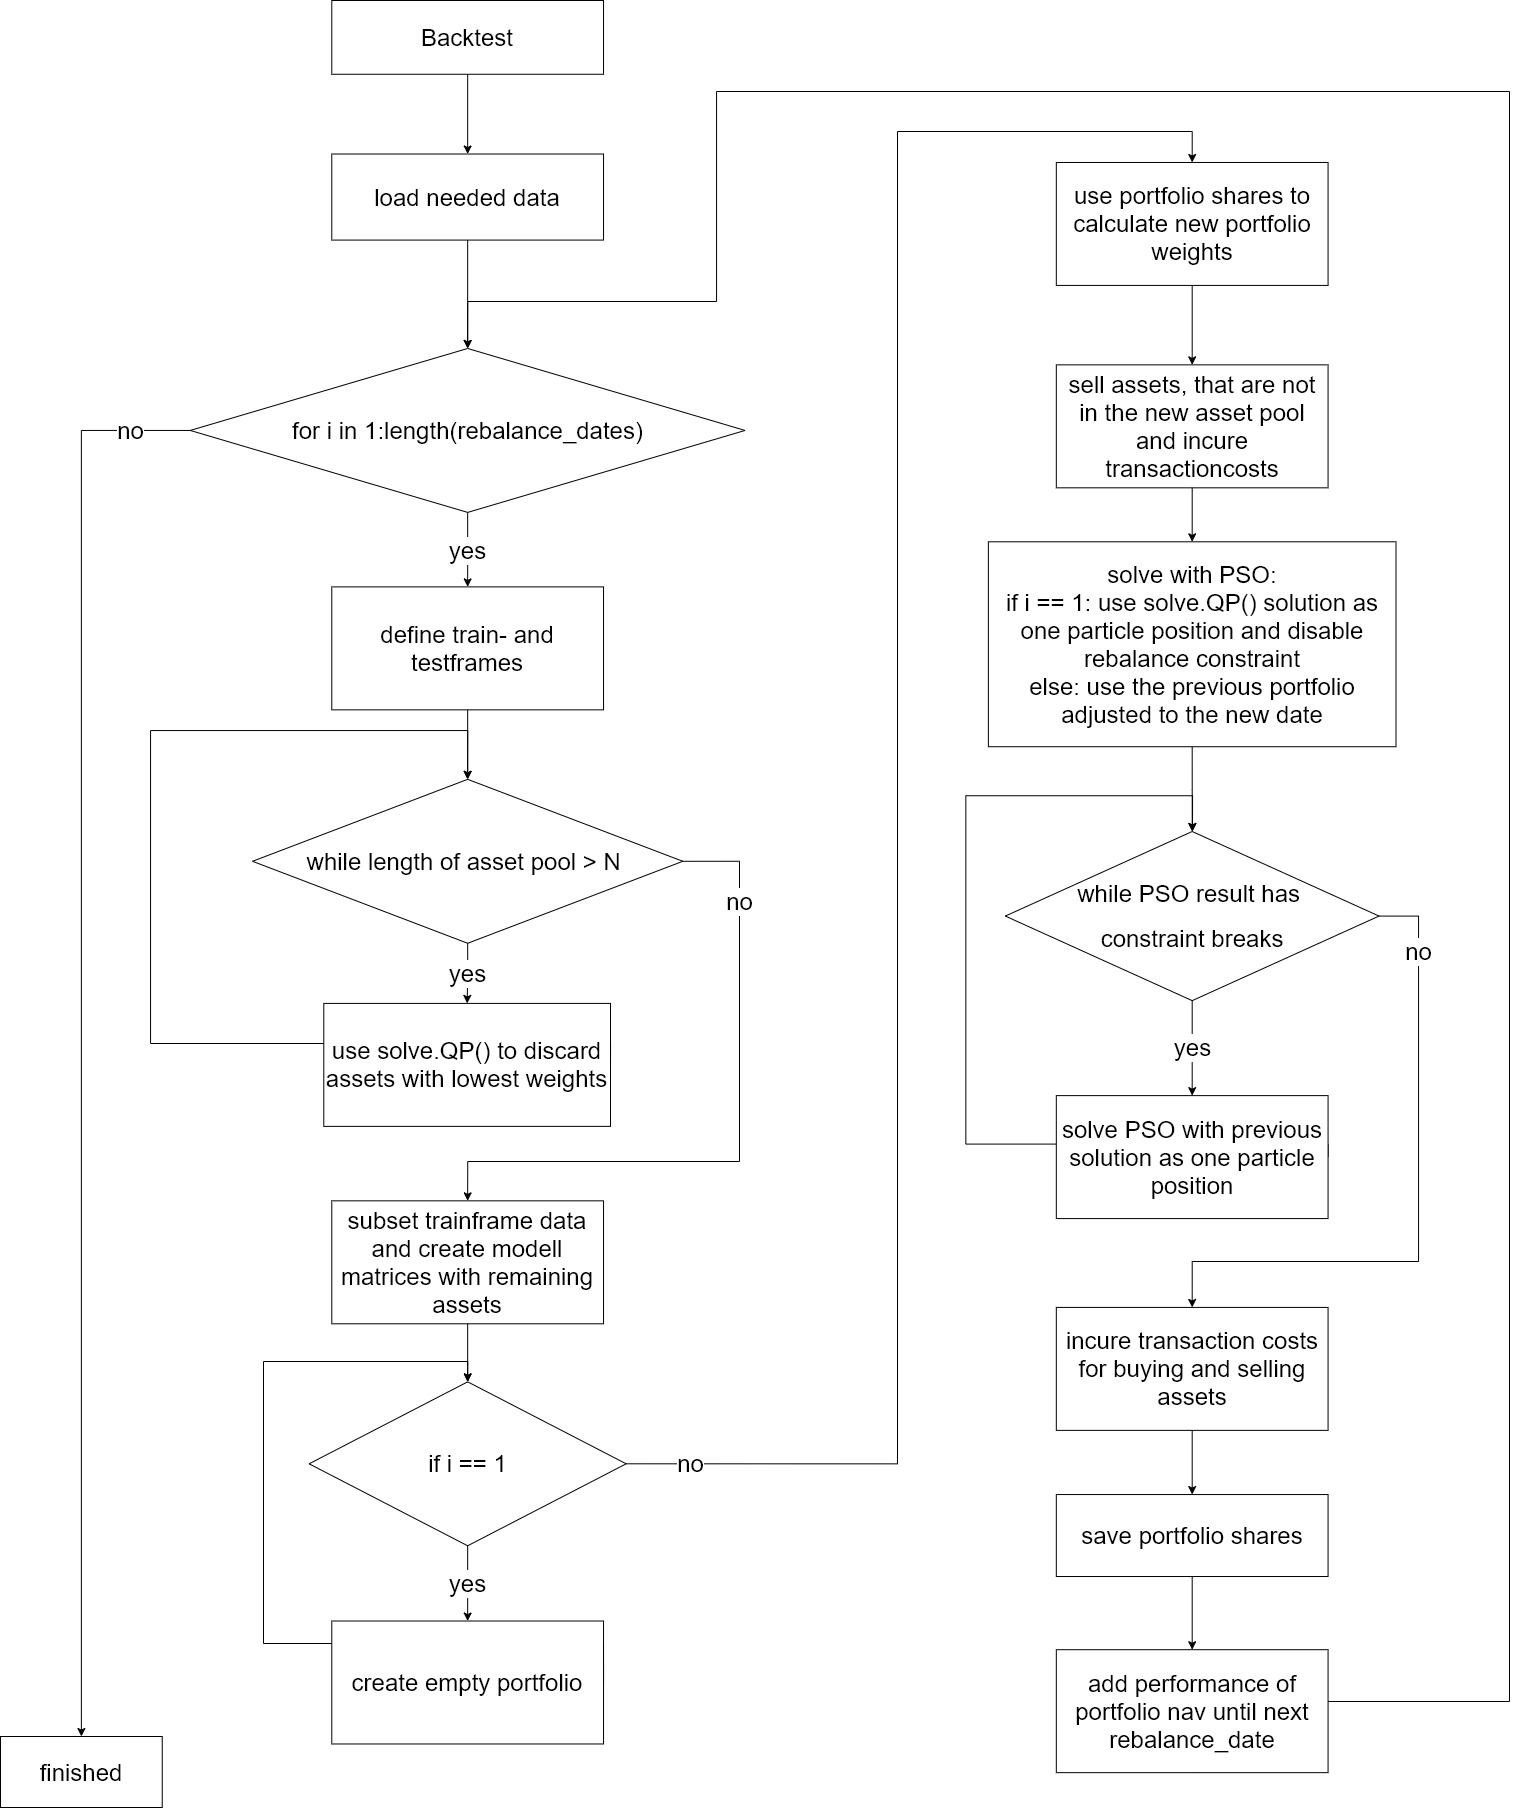 Backtest
load needed data
for i in 1:length(rebalance_dates)
no
yes
define train- and
testframes
while length of asset pool > N
no
yes
use solve.QP() to discard
assets with lowest weights
subset trainframe data
and create modell
matrices with remaining
assets
if i == 1
no
yes
create empty portfolio
finished
use portfolio shares to
calculate new portfolio
weights
sell assets, that are not
in the new asset pool
and incure
transactioncosts
solve with PSO:
if i == 1: use solve.QP() solution as
one particle position and disable
rebalance constraint
else: use the previous portfolio
adjusted to the new date
while PSO result has
constraint breaks
no
yes
solve PSO with previous
solution as one particle
position
incure transaction costs
for buying and selling
assets
save portfolio shares
add performance of
portfolio nav until next
rebalance_date